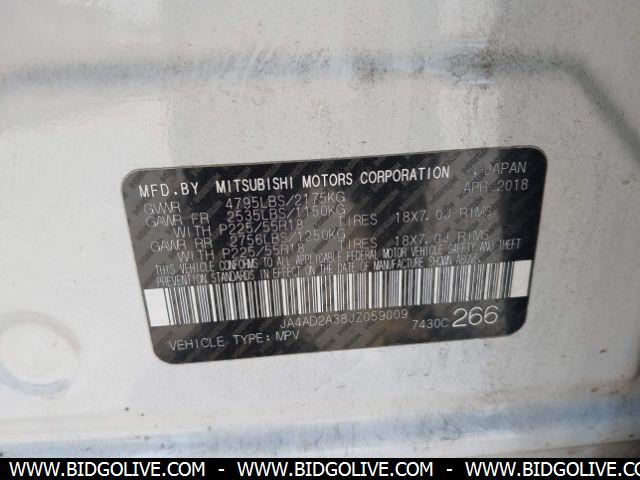 MFD.BY MITSUBISHI MOTORS CORPORATION , JAPAN
GVWR 4795LBS/2175KG APR.2018
GAWR FR 2535LBS/1150KG
WITH P225/55R18 TIRES 18X7.0J RIMS
GAWR RR 2756LBS/1250KG
WITH P225/55R18 TIRES 18X7.0J RIMS
THIS VEHICLE CONFORMS TO ALL APPLICABLE FEDERAL MOTOR VEHICLE SAFETY AND THEFT
PREVENTION STANDARDS IN EFFECT ON THE DATE OF MANUFACTURE SHOWN ABOVE.
JA4AD2A38JZ059009 7430C 266
VEHICLE TYPE: MPV
WWW.BIDGOLIVE.COM - WWW.BIDGOLIVE.COM - WWW.BIDGOLIVE.COM - WWW.BIDGOLIVE.COM